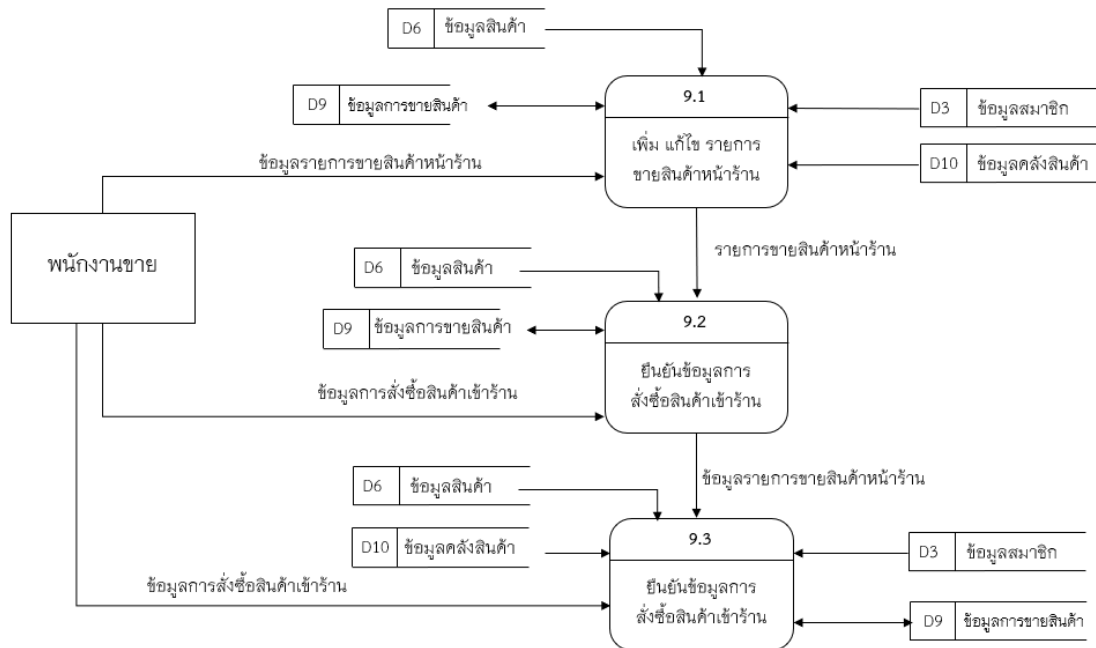 D6 ข้อมูลสินค้า
9.1
D9 ข้อมูลการขายสินค้า
D3 ข้อมูลสมาชิก
เพิ่ม แก้ไข รายการ
ขายสินค้าหน้าร้าน
D10 ข้อมูลคลังสินค้า
ข้อมูลรายการขายสินค้าหน้าร้าน
พนักงานขาย
รายการขายสินค้าหน้าร้าน
D6 ข้อมูลสินค้า
9.2
D9 ข้อมูลการขายสินค้า
ยืนยันข้อมูลการ
สั่งซื้อสินค้าเข้าร้าน
ข้อมูลการสั่งซื้อสินค้าเข้าร้าน
ข้อมูลรายการขายสินค้าหน้าร้าน
D6 ข้อมูลสินค้า
9.3
D10 ข้อมูลคลังสินค้า
D3 ข้อมูลสมาชิก
ข้อมูลการสั่งซื้อสินค้าเข้าร้าน
ยืนยันข้อมูลการ
สั่งซื้อสินค้าเข้าร้าน
D9 ข้อมูลการขายสินค้า